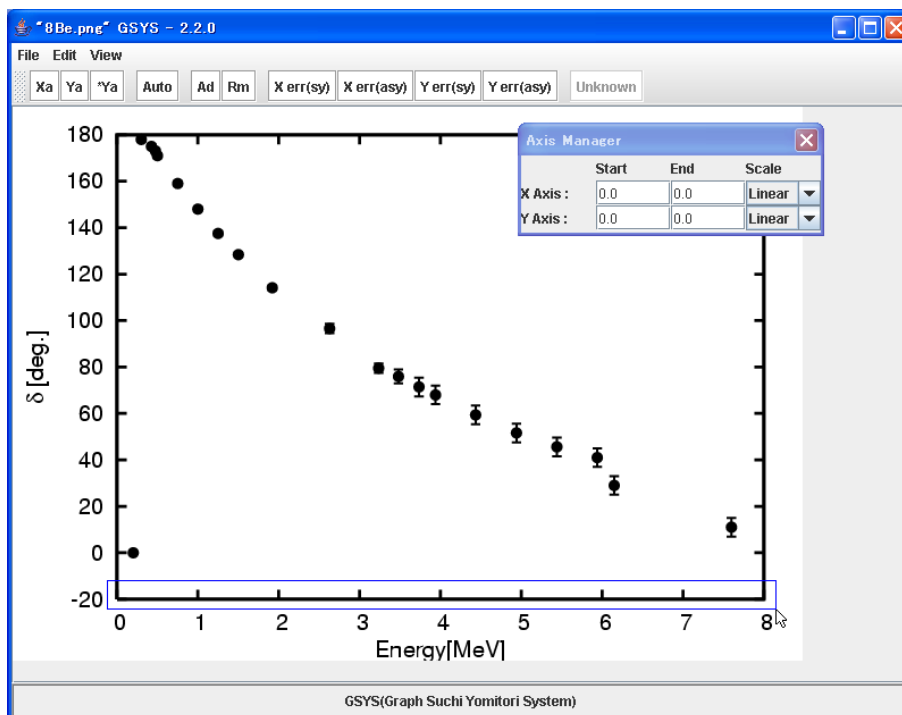 "8Be.png" GSYS - 2.2.0
File Edit View
Xa Ya *Ya Auto Ad Rm X err(sy) X err(asy) Y err(sy) Y err(asy) Unknown
Axis Manager
Start End Scale
X Axis : 0.0 0.0 Linear
Y Axis : 0.0 0.0 Linear
180
160
140
120
100
80
60
40
20
0
-20
δ [deg.]
0 1 2 3 4 5 6 7 8
Energy[MeV]
GSYS(Graph Suchi Yomitori System)